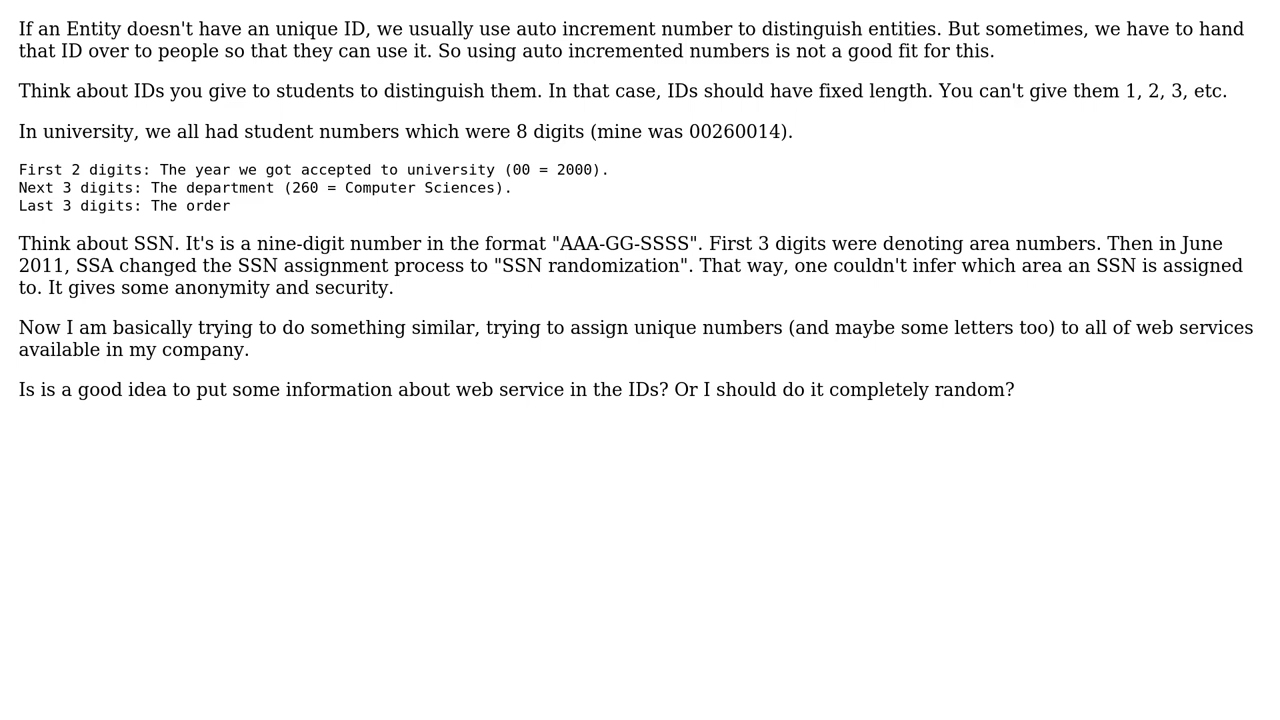 If an Entity doesn't have an unique ID, we usually use auto increment number to distinguish entities. But sometimes, we have to hand
that ID over to people so that they can use it. So using auto incremented numbers is not a good fit for this.
Think about IDs you give to students to distinguish them. In that case, IDs should have fixed length. You can't give them 1, 2, 3, etc.
In university, we all had student numbers which were 8 digits (mine was 00260014).
First 2 digits: The year we got accepted to university (00 = 2000).
Next 3 digits: The department (260 = Computer Sciences).
Last 3 digits: The order
Think about SSN. It's is a nine-digit number in the format "AAA-GG-SSSS". First 3 digits were denoting area numbers. Then in June
2011, SSA changed the SSN assignment process to "SSN randomization". That way, one couldn't infer which area an SSN is assigned
to. It gives some anonymity and security.
Now I am basically trying to do something similar, trying to assign unique numbers (and maybe some letters too) to all of web services
available in my company.
Is is a good idea to put some information about web service in the IDs? Or I should do it completely random?